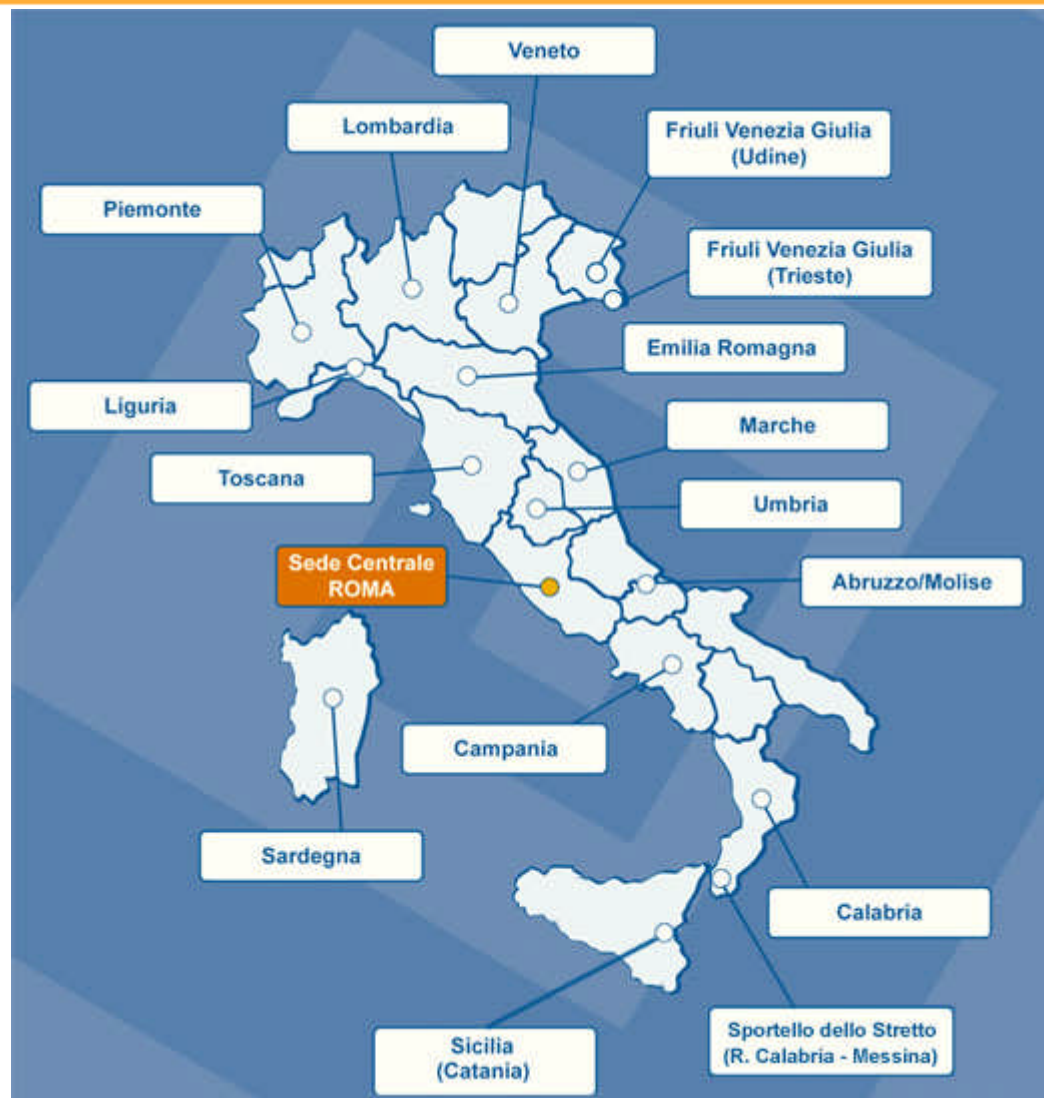 Veneto
Lombardia
Friuli Venezia Giulia
(Udine)
Piemonte
Friuli Venezia Giulia
(Trieste)
Emilia Romagna
Liguria
Marche
Toscana
Umbria
Sede Centrale
ROMA
Abruzzo/Molise
Campania
Sardegna
Calabria
Sportello dello Stretto
(R. Calabria - Messina)
Sicilia
(Catania)